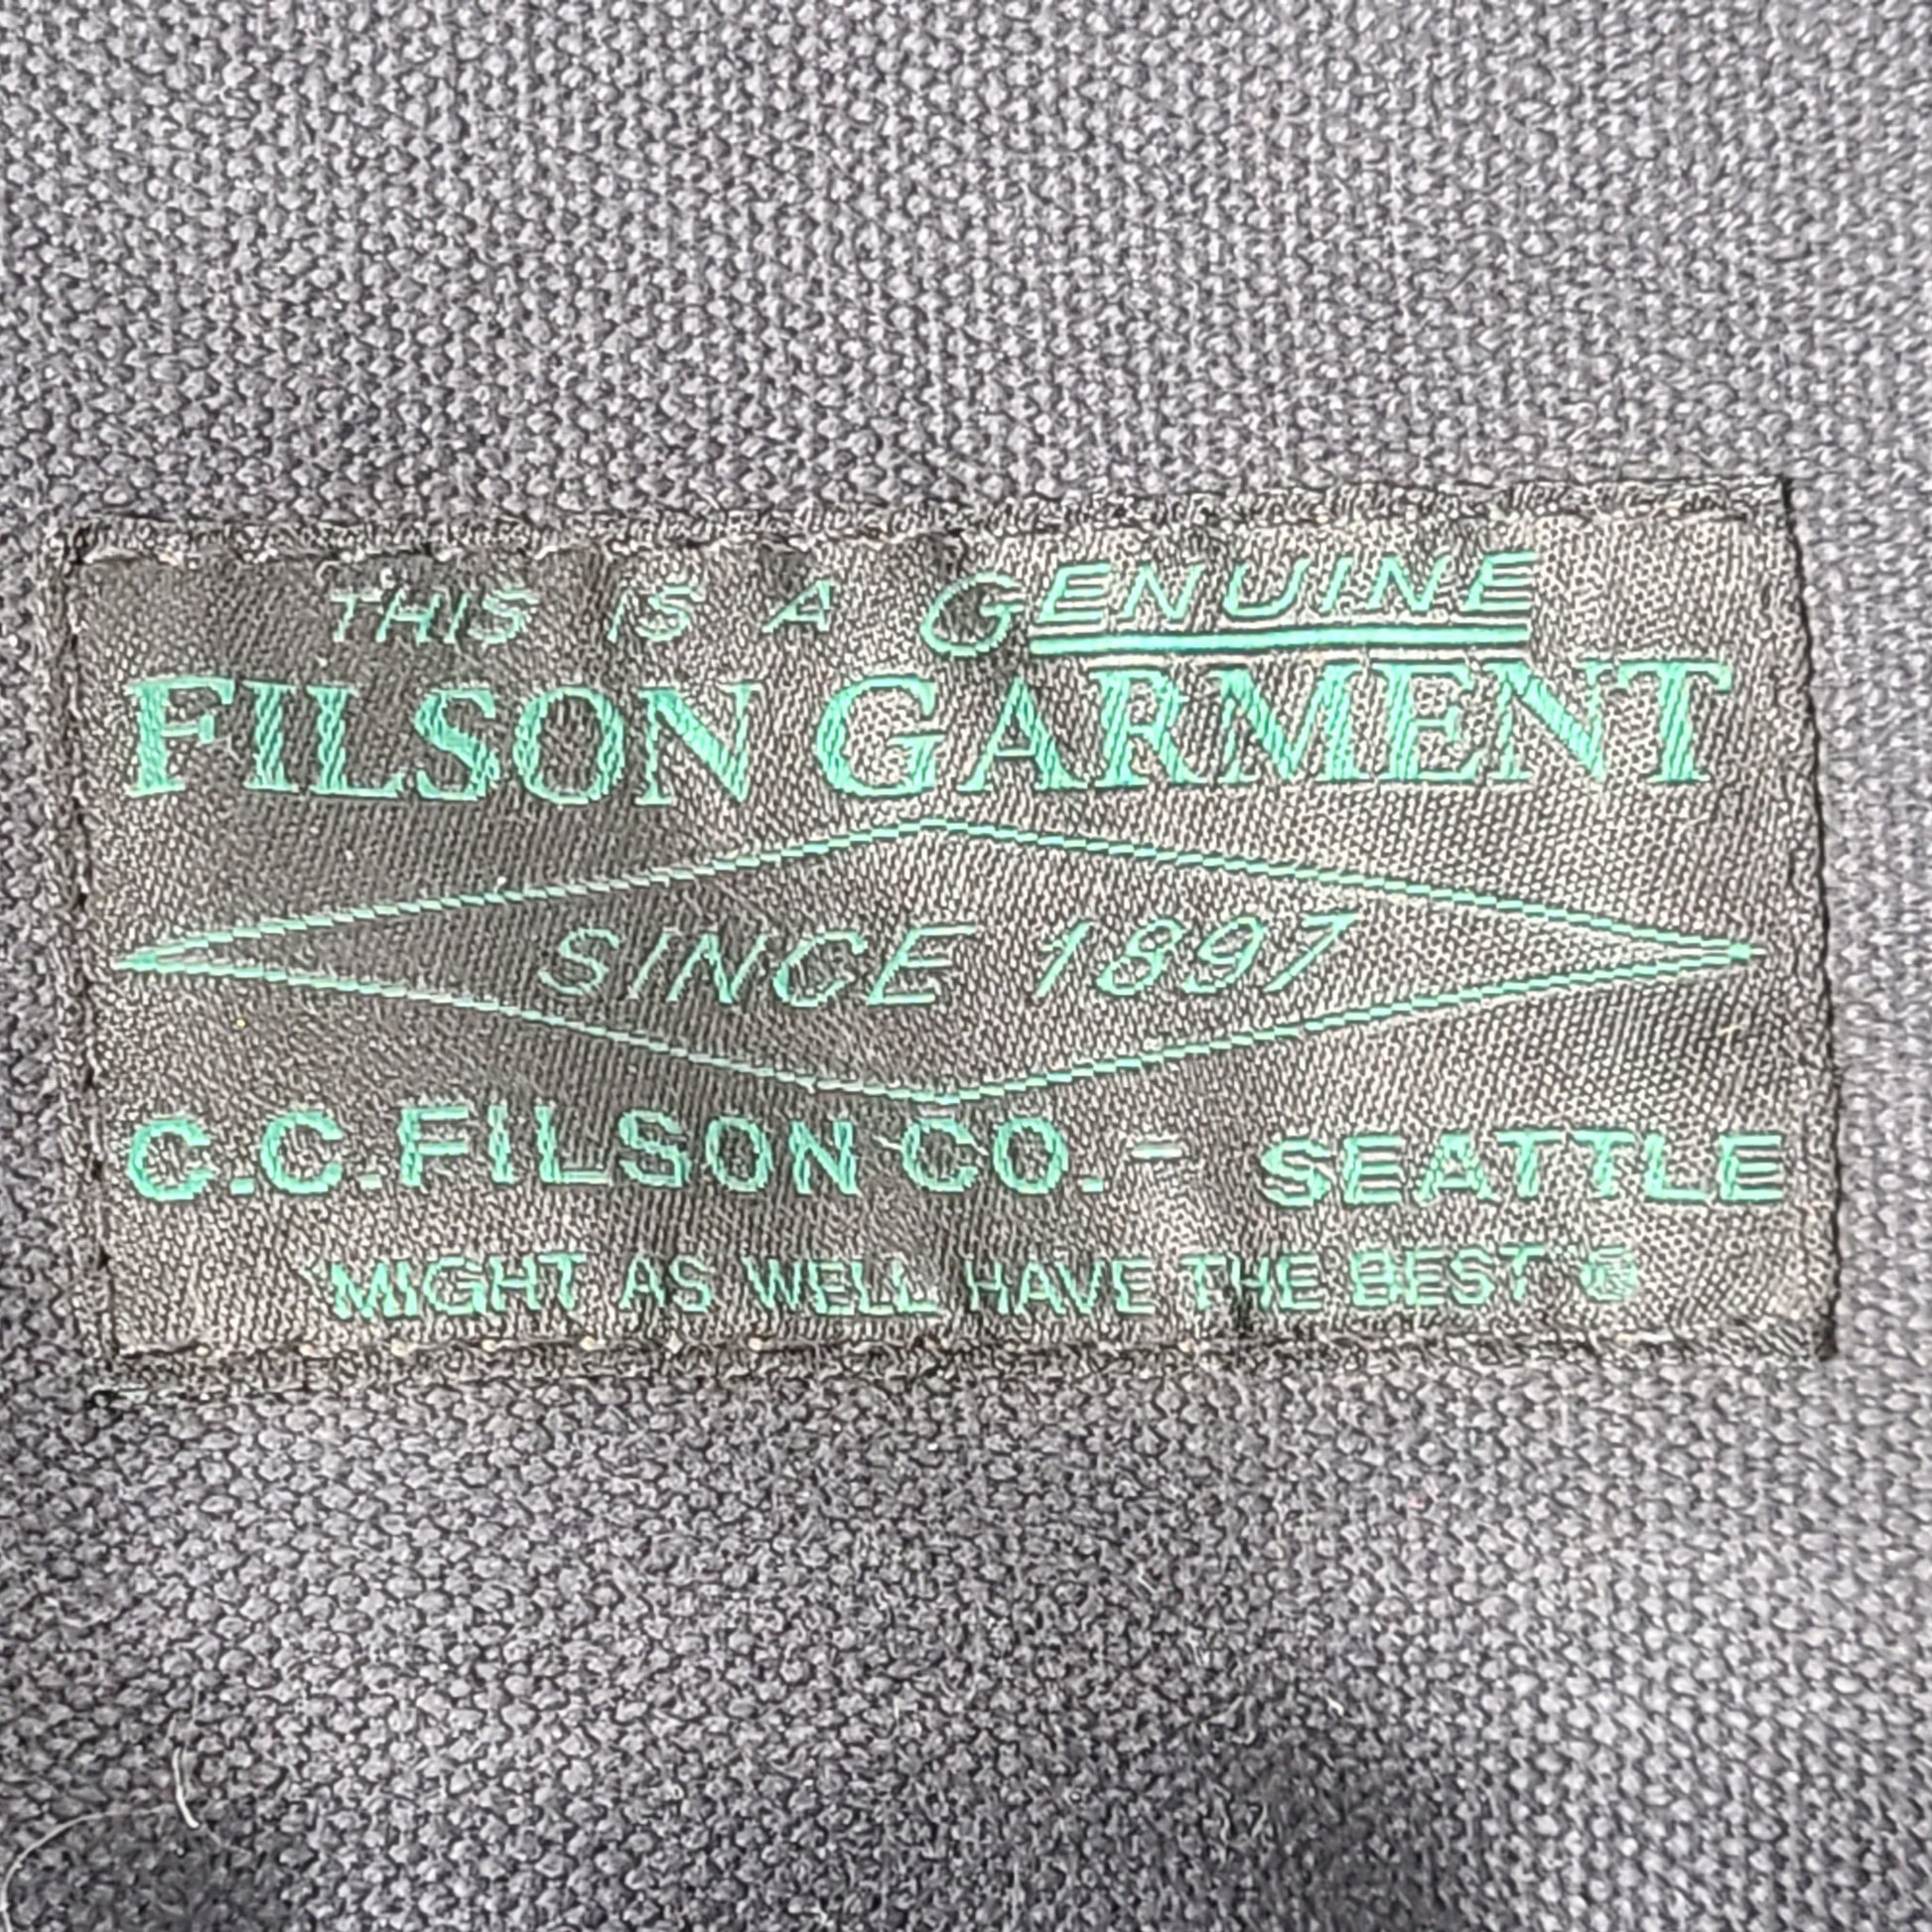 THIS IS A GENUINE
FILSON GARMENT
SINCE 1897
C.C.FILSON CO. - SEATTLE
"MIGHT AS WELL HAVE THE BEST" ®